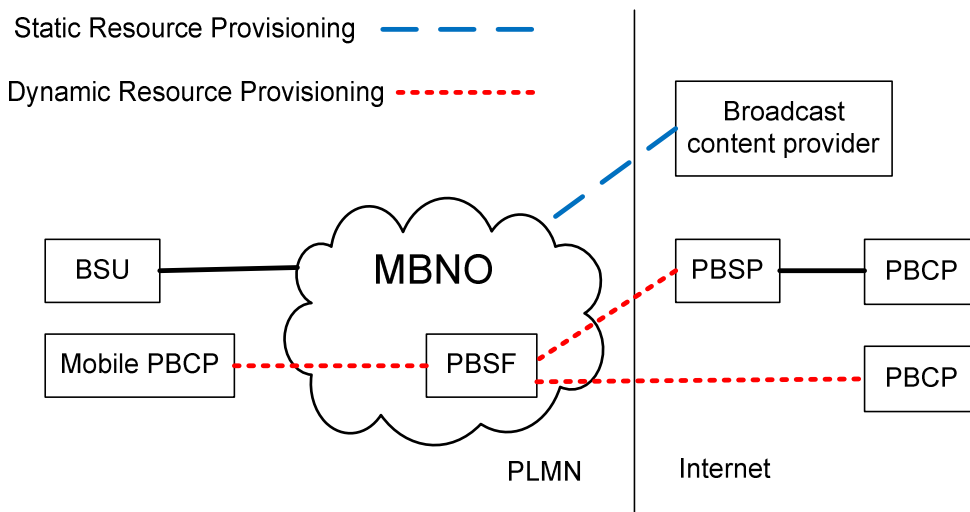 Static Resource Provisioning
Dynamic Resource Provisioning
Broadcast
content provider
BSU
MBNO
PBSP
PBCP
Mobile PBCP
PBSF
PBCP
PLMN
Internet